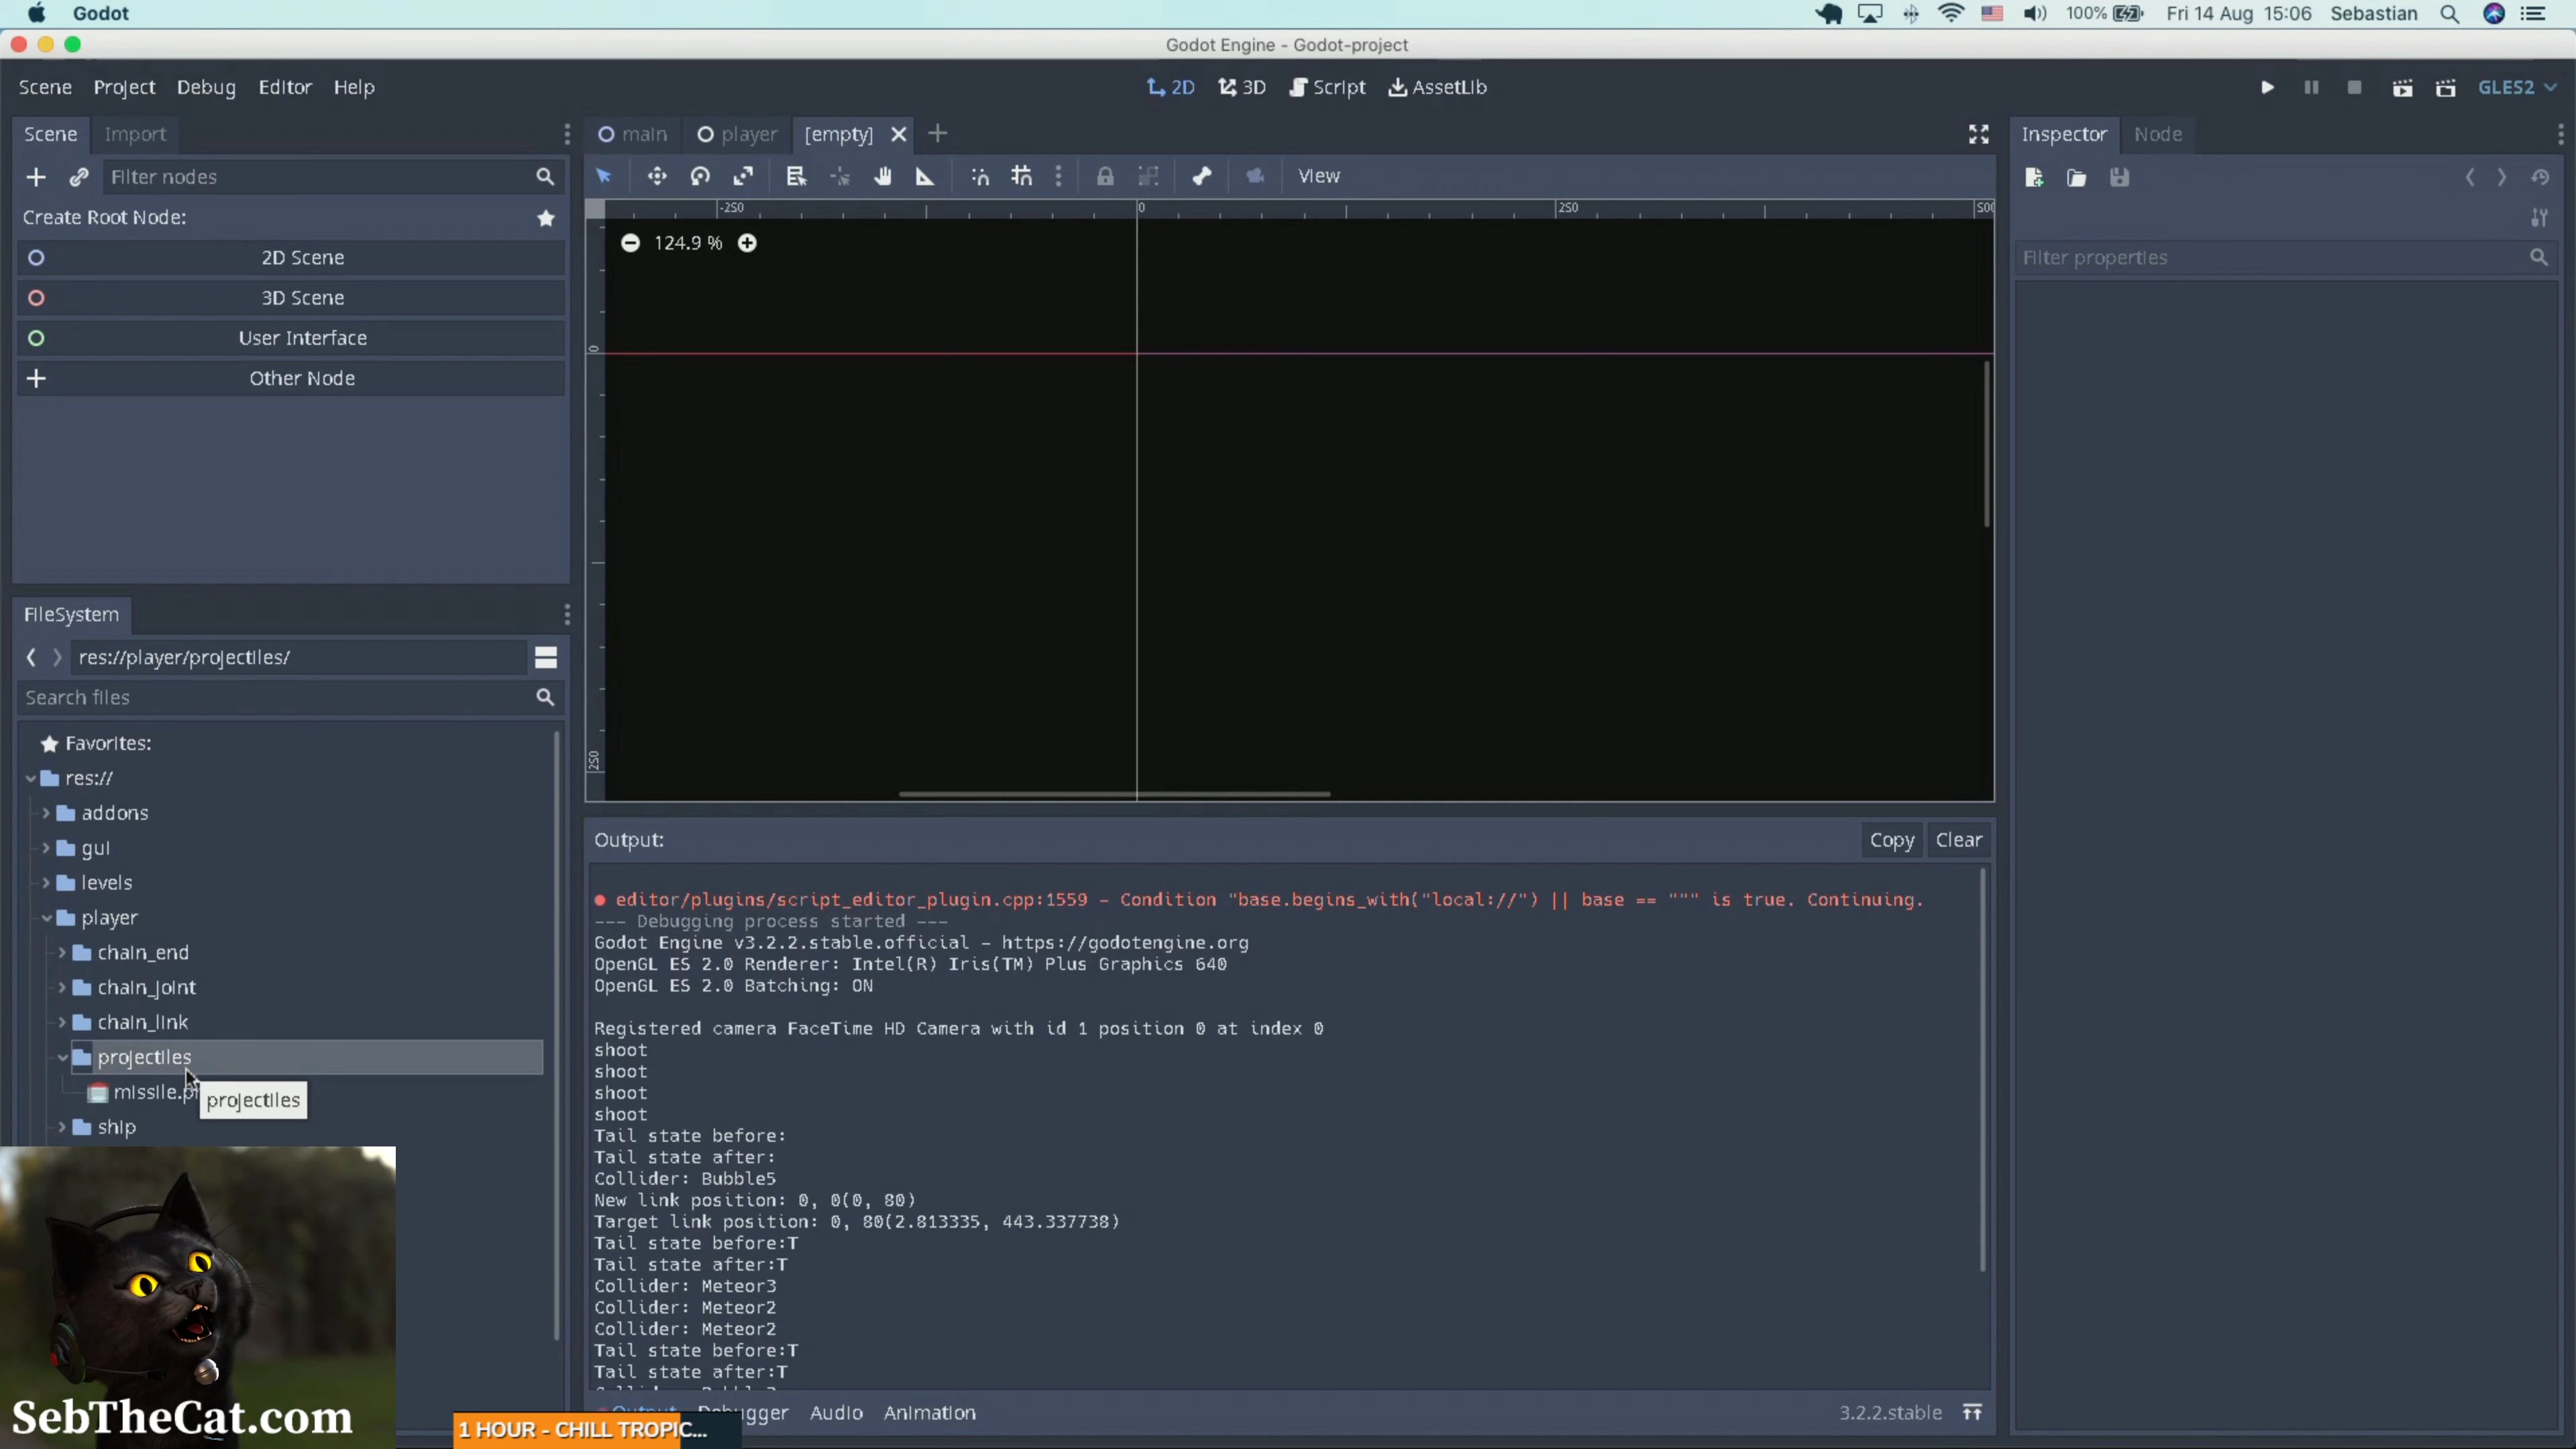 Godot
100%
Fri 14 Aug 15:06
Sebastian
Godot Engine - Godot-project
Scene Project Debug Editor Help
2D 3D Script AssetLib
GLES2
Scene Import
main player [empty]
Inspector Node
Filter nodes
View
Create Root Node:
-250 0 250 500
124.9 %
2D Scene
Filter properties
3D Scene
User Interface
0
Other Node
FileSystem
res://player/projectiles/
Search files
Favorites:
250
res://
addons
gui
levels
player
chain_end
chain_joint
chain_link
projectiles
missile.p
projectiles
ship
Output:
Copy Clear
editor/plugins/script_editor_plugin.cpp:1559 - Condition "base.begins_with("local://") || base == """ is true. Continuing.
--- Debugging process started ---
Godot Engine v3.2.2.stable.official - https://godotengine.org
OpenGL ES 2.0 Renderer: Intel(R) Iris(TM) Plus Graphics 640
OpenGL ES 2.0 Batching: ON
Registered camera FaceTime HD Camera with id 1 position 0 at index 0
shoot
shoot
shoot
shoot
Tail state before:
Tail state after:
Collider: Bubble5
New link position: 0, 0(0, 80)
Target link position: 0, 80(2.813335, 443.337738)
Tail state before:T
Tail state after:T
Collider: Meteor3
Collider: Meteor2
Collider: Meteor2
Tail state before:T
Tail state after:T
Output Debugger Audio Animation
3.2.2.stable
SebTheCat.com
1 HOUR - CHILL TROPIC...